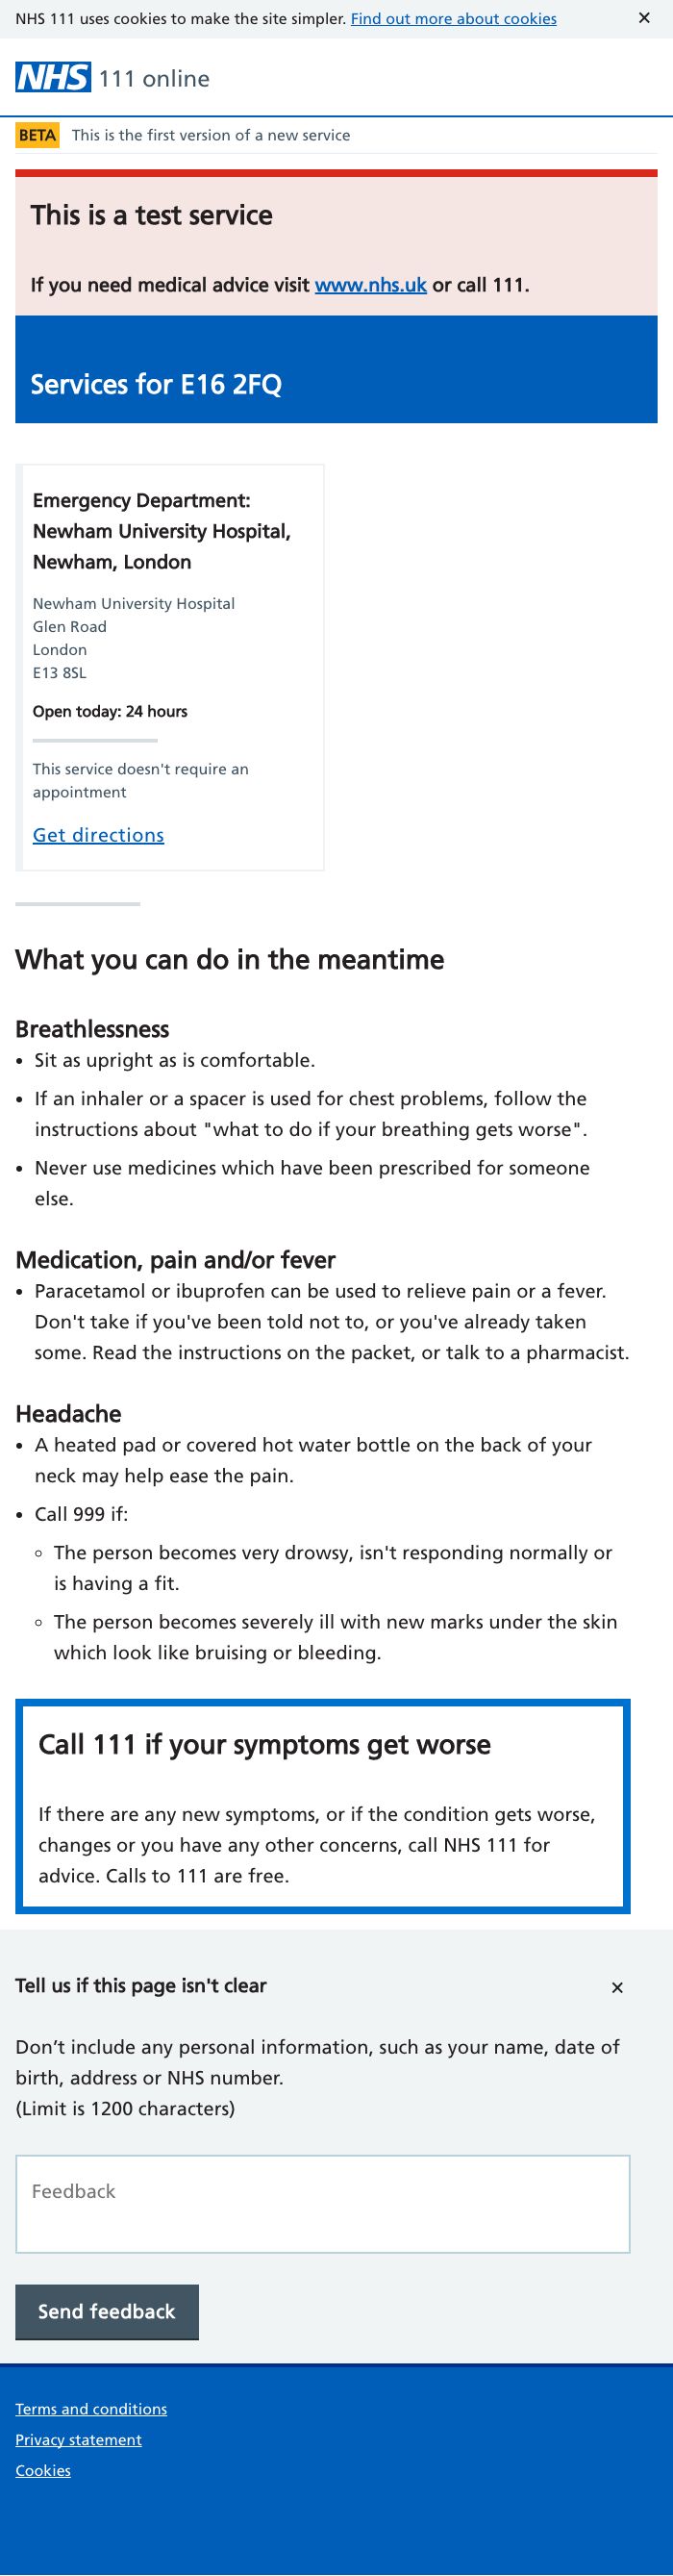 NHS 111 uses cookies to make the site simpler. Find out more about cookies ✕
NHS 111 online
BETA This is the first version of a new service
This is a test service
If you need medical advice visit www.nhs.uk or call 111.
Services for E16 2FQ
Emergency Department:
Newham University Hospital,
Newham, London
Newham University Hospital
Glen Road
London
E13 8SL
Open today: 24 hours
This service doesn't require an
appointment
Get directions
What you can do in the meantime
Breathlessness
• Sit as upright as is comfortable.
• If an inhaler or a spacer is used for chest problems, follow the
instructions about "what to do if your breathing gets worse".
• Never use medicines which have been prescribed for someone
else.
Medication, pain and/or fever
• Paracetamol or ibuprofen can be used to relieve pain or a fever.
Don't take if you've been told not to, or you've already taken
some. Read the instructions on the packet, or talk to a pharmacist.
Headache
• A heated pad or covered hot water bottle on the back of your
neck may help ease the pain.
• Call 999 if:
◦ The person becomes very drowsy, isn't responding normally or
is having a fit.
◦ The person becomes severely ill with new marks under the skin
which look like bruising or bleeding.
Call 111 if your symptoms get worse
If there are any new symptoms, or if the condition gets worse,
changes or you have any other concerns, call NHS 111 for
advice. Calls to 111 are free.
Tell us if this page isn't clear ✕
Don’t include any personal information, such as your name, date of
birth, address or NHS number.
(Limit is 1200 characters)
Feedback
Send feedback
Terms and conditions
Privacy statement
Cookies